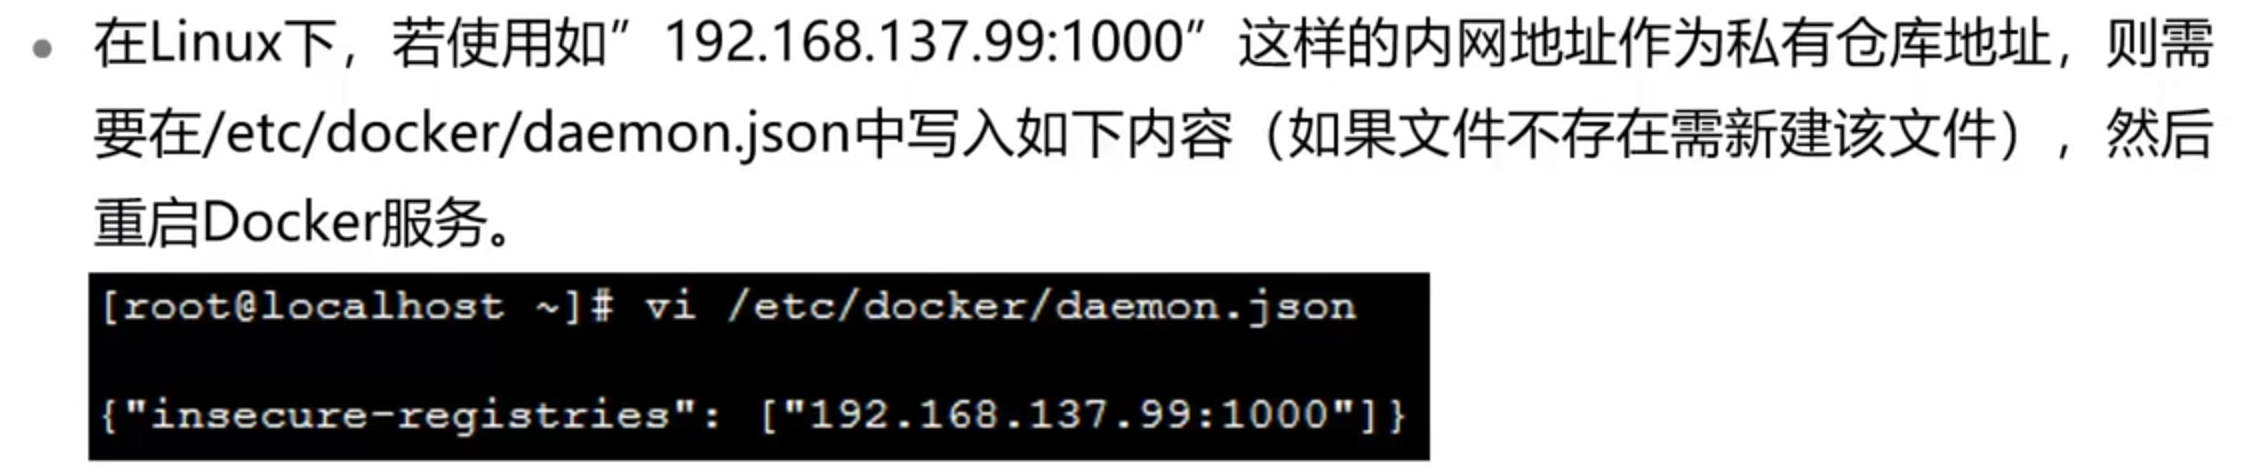 在Linux下，若使用如”192.168.137.99:1000”这样的内网地址作为私有仓库地址，则需
要在/etc/docker/daemon.json中写入如下内容（如果文件不存在需新建该文件），然后
重启Docker服务。
[root@localhost ~]# vi /etc/docker/daemon.json
{"insecure-registries": ["192.168.137.99:1000"]}